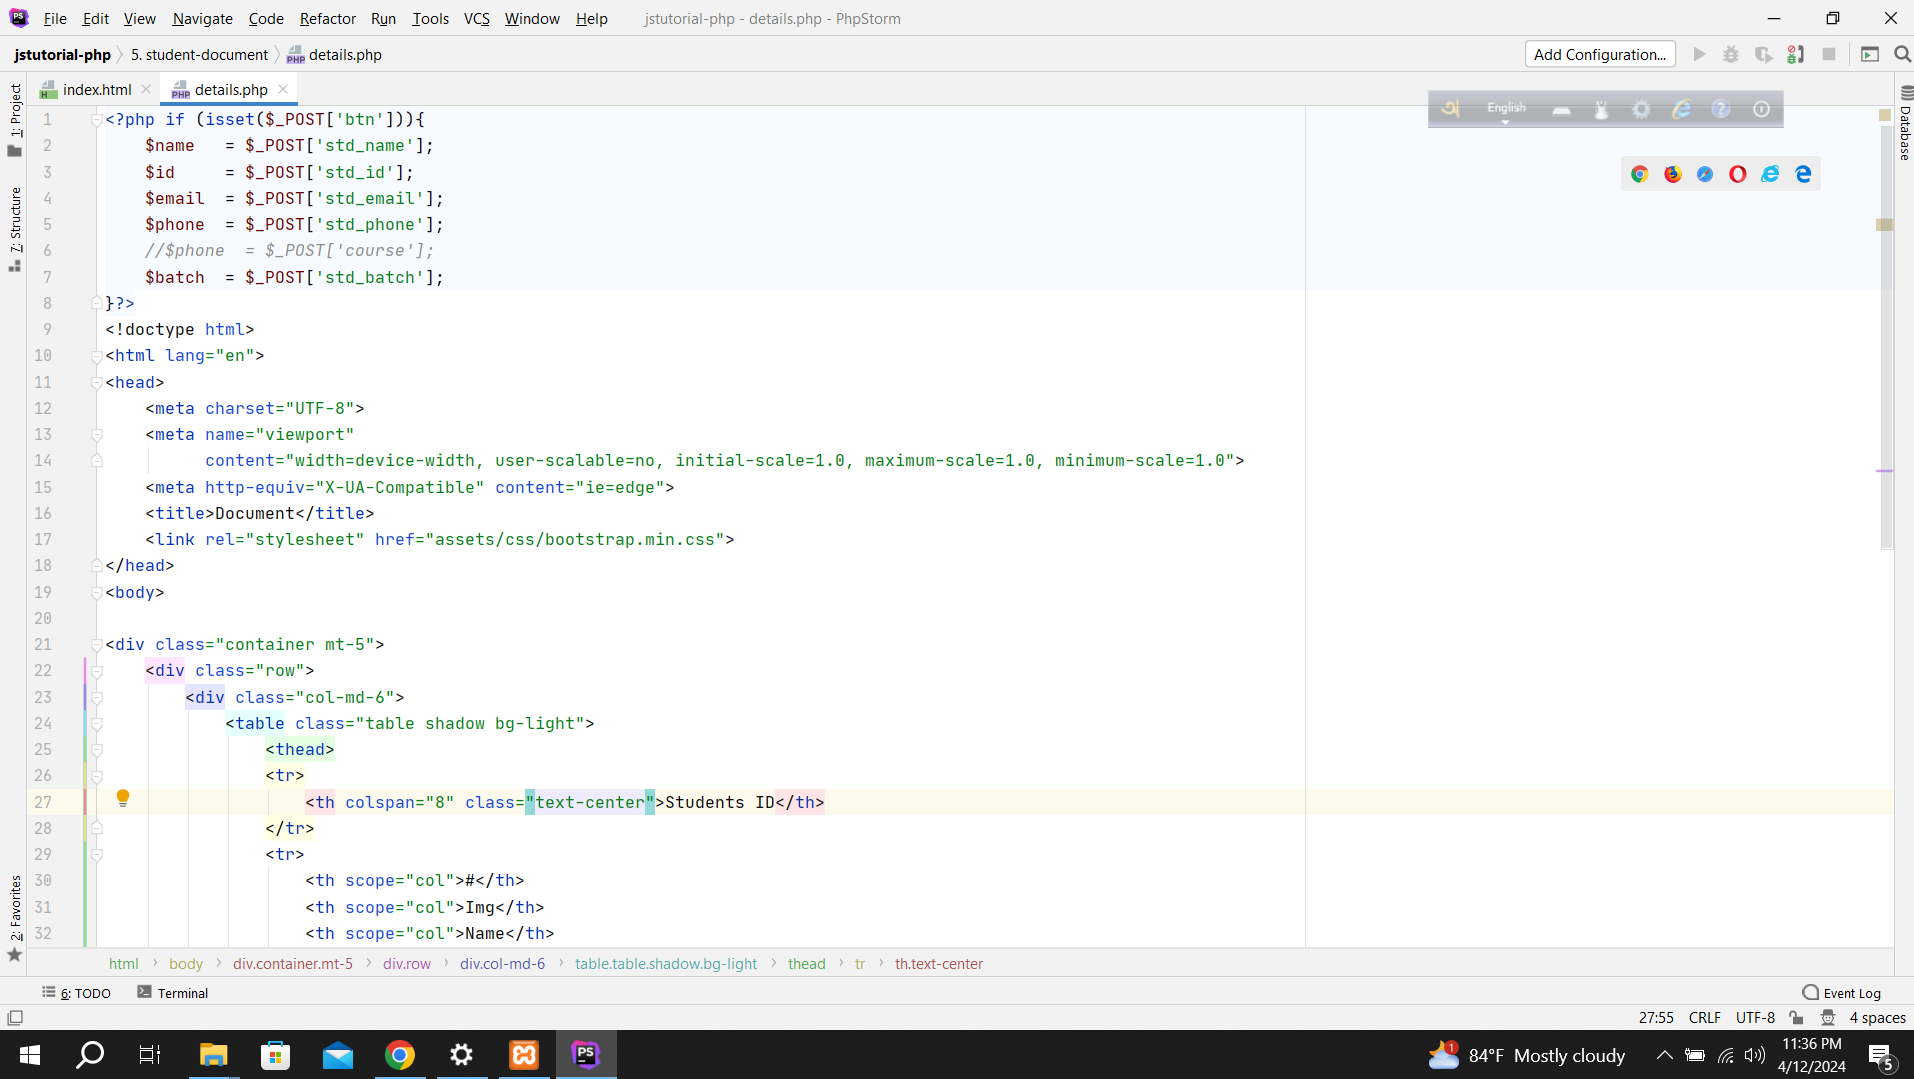 File Edit View Navigate Code Refactor Run Tools VCS Window Help jstutorial-php - details.php - PhpStorm
jstutorial-php 5. student-document details.php Add Configuration...
index.html details.php
1: Project
7: Structure
2: Favorites
Database
English
1 <?php if (isset($_POST['btn'])){
2     $name   = $_POST['std_name'];
3     $id     = $_POST['std_id'];
4     $email  = $_POST['std_email'];
5     $phone  = $_POST['std_phone'];
6     //$phone  = $_POST['course'];
7     $batch  = $_POST['std_batch'];
8 }?>
9 <!doctype html>
10 <html lang="en">
11 <head>
12     <meta charset="UTF-8">
13     <meta name="viewport"
14           content="width=device-width, user-scalable=no, initial-scale=1.0, maximum-scale=1.0, minimum-scale=1.0">
15     <meta http-equiv="X-UA-Compatible" content="ie=edge">
16     <title>Document</title>
17     <link rel="stylesheet" href="assets/css/bootstrap.min.css">
18 </head>
19 <body>
20
21 <div class="container mt-5">
22     <div class="row">
23         <div class="col-md-6">
24             <table class="table shadow bg-light">
25                 <thead>
26                 <tr>
27                     <th colspan="8" class="text-center">Students ID</th>
28                 </tr>
29                 <tr>
30                     <th scope="col">#</th>
31                     <th scope="col">Img</th>
32                     <th scope="col">Name</th>
html body div.container.mt-5 div.row div.col-md-6 table.table.shadow.bg-light thead tr th.text-center
6: TODO Terminal Event Log
27:55 CRLF UTF-8 4 spaces
1 84°F Mostly cloudy 11:36 PM
4/12/2024 5